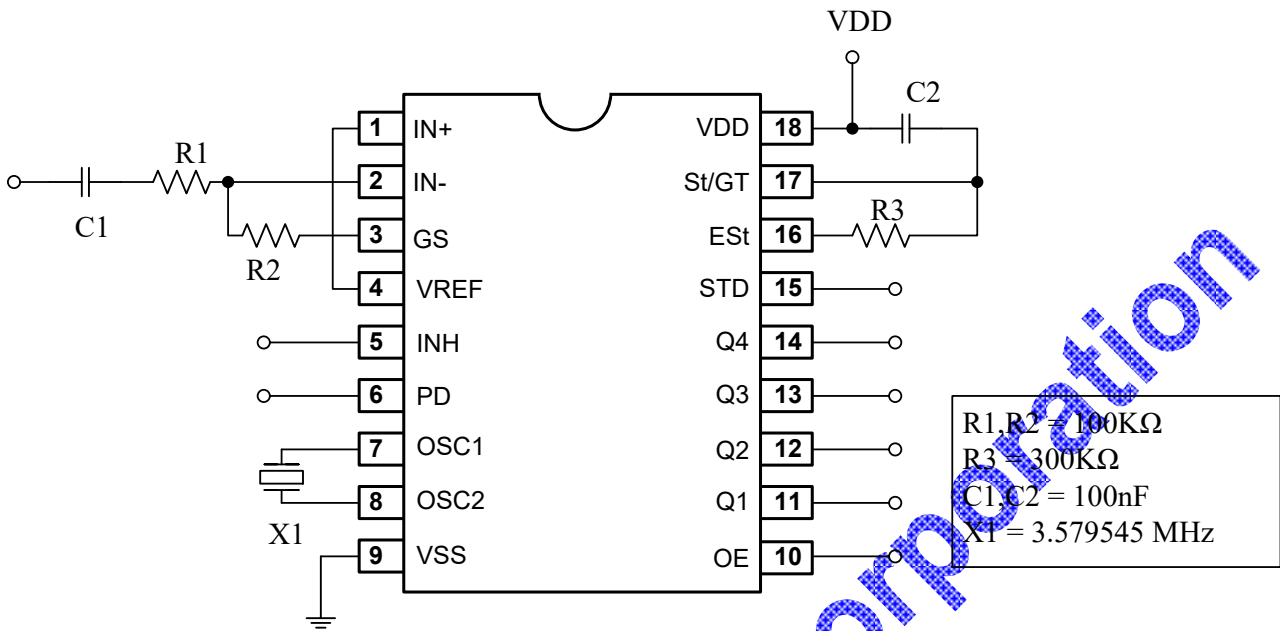 VDD
C2
1 IN+
VDD 18
R1
2 IN-
St/GT 17
C1
R3
3 GS
ESt 16
R2
4 VREF
STD 15
5 INH
Q4 14
6 PD
Q3 13
R1,R2 = 100KΩ
7 OSC1
Q2 12
R3 = 300KΩ
8 OSC2
Q1 11
C1,C2 = 100nF
X1
X1 = 3.579545 MHz
9 VSS
OE 10
orporation